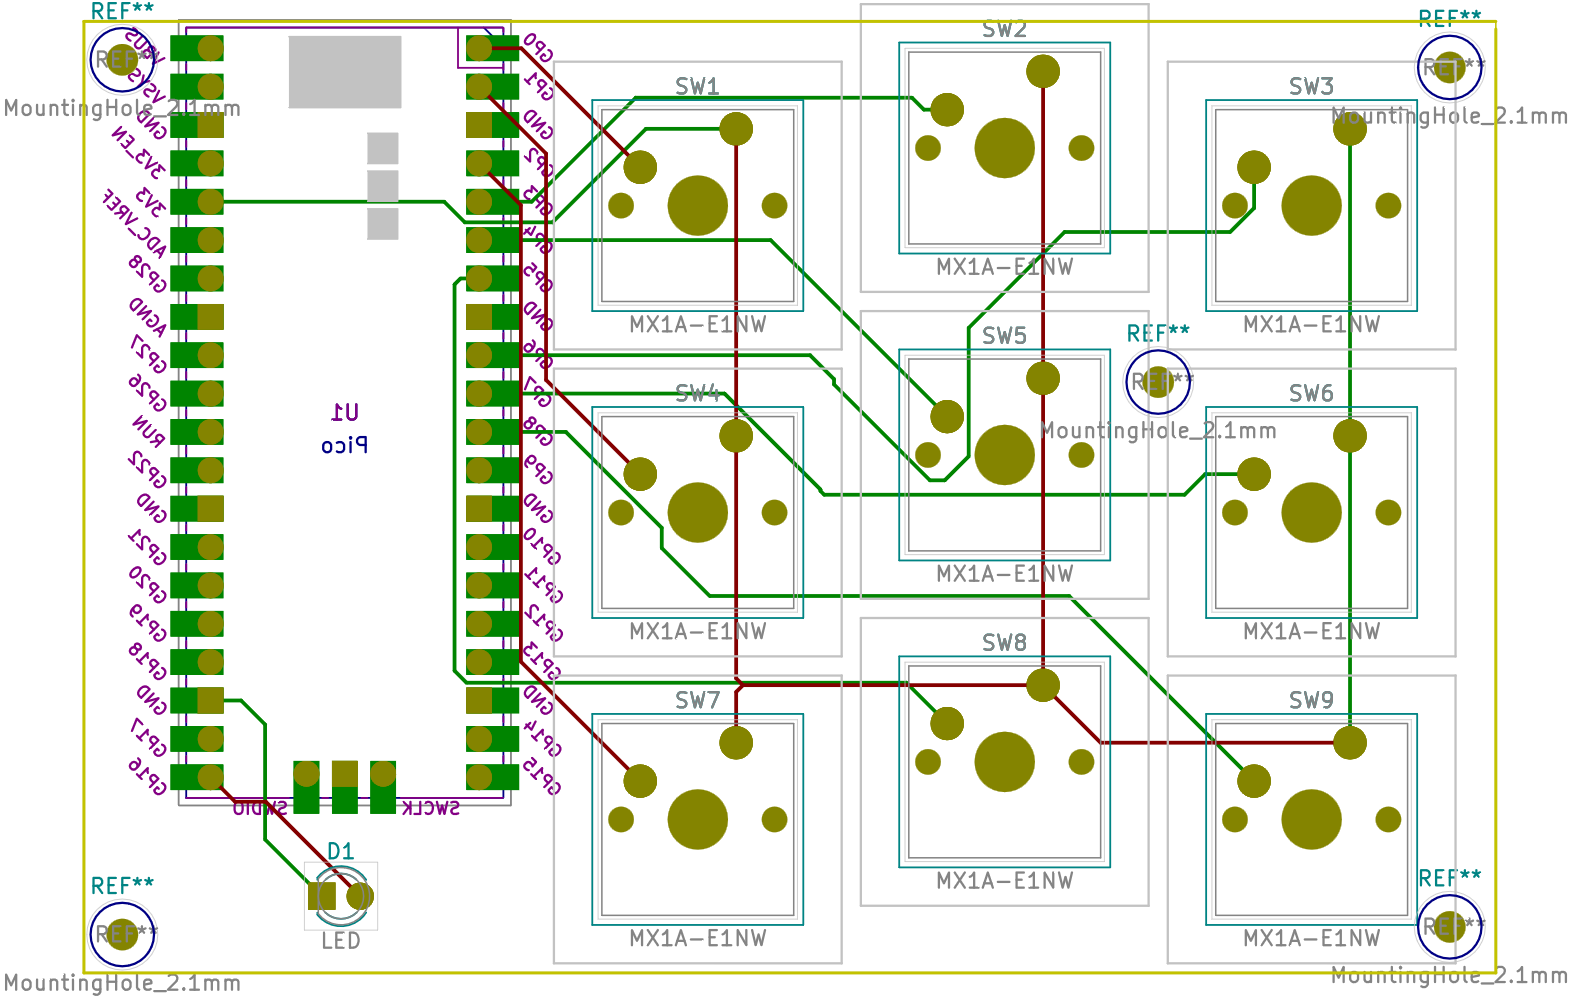 REF**
REF**
MountingHole_2.1mm
REF**
REF**
MountingHole_2.1mm
REF**
REF**
MountingHole_2.1mm
REF**
REF**
MountingHole_2.1mm
REF**
REF**
MountingHole_2.1mm
VBUS
VSYS
GND
3V3_EN
3V3
ADC_VREF
GP28
AGND
GP27
GP26
RUN
GP22
GND
GP21
GP20
GP19
GP18
GND
GP17
GP16
GP0
GP1
GND
GP2
GP3
GP4
GP5
GND
GP6
GP7
GP8
GP9
GND
GP10
GP11
GP12
GP13
GND
GP14
GP15
U1
Pico
SWDIO
SWCLK
D1
LED
SW1
MX1A-E1NW
SW2
MX1A-E1NW
SW3
MX1A-E1NW
SW4
MX1A-E1NW
SW5
MX1A-E1NW
SW6
MX1A-E1NW
SW7
MX1A-E1NW
SW8
MX1A-E1NW
SW9
MX1A-E1NW